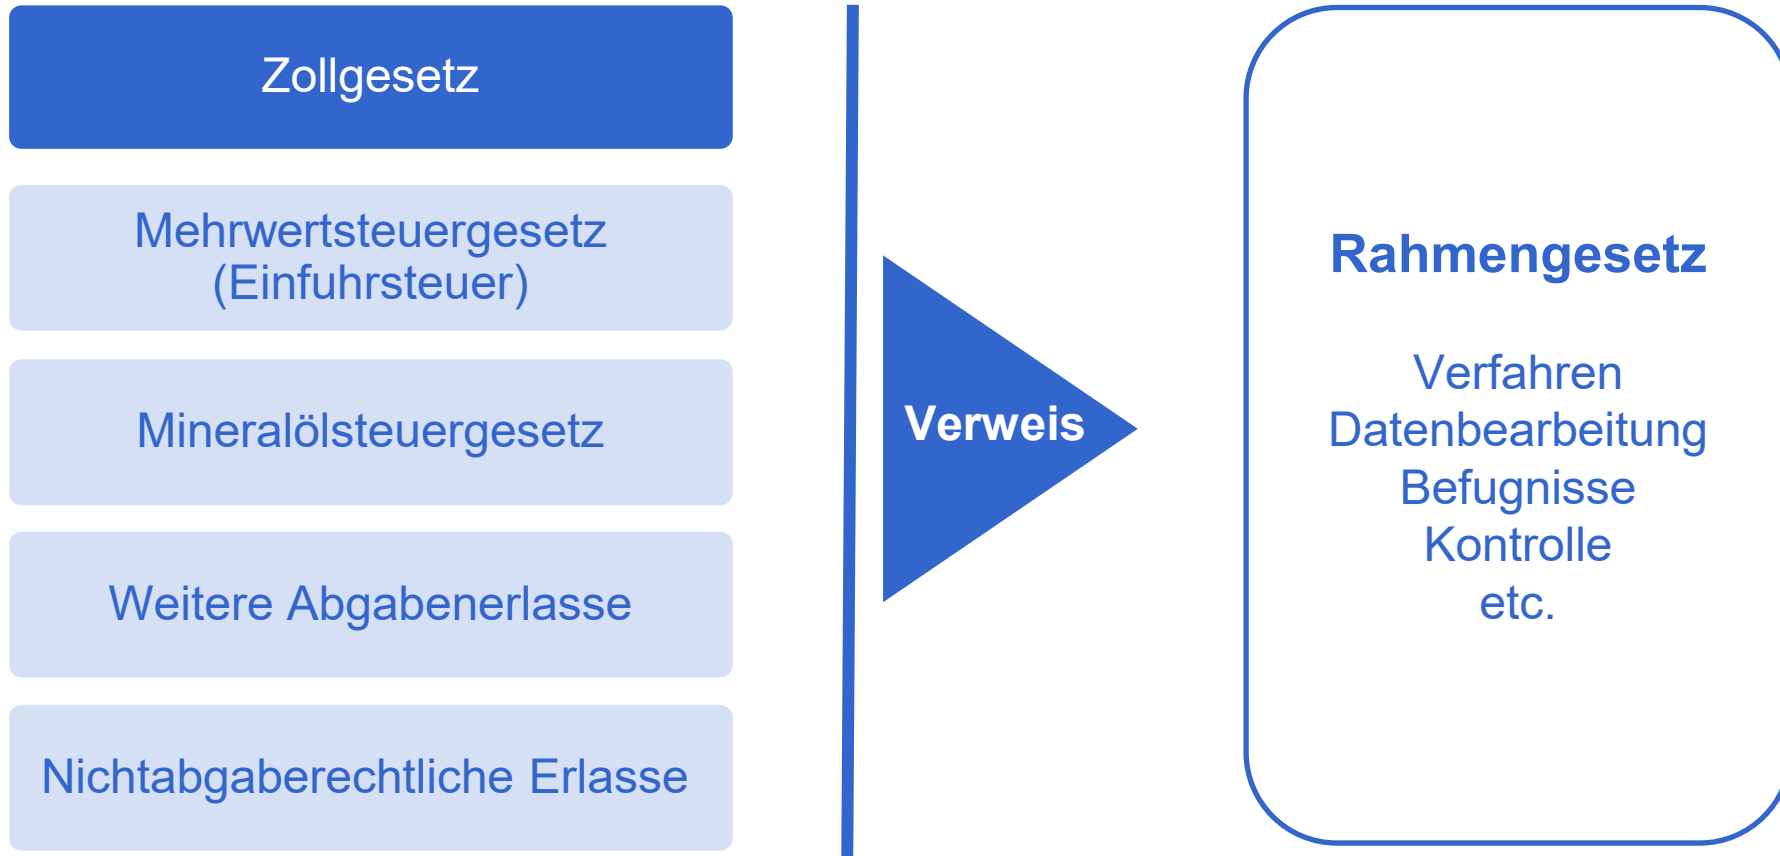 Zollgesetz
Mehrwertsteuergesetz
(Einfuhrsteuer)
Mineralölsteuergesetz
Weitere Abgabenerlasse
Nichtabgaberechtliche Erlasse
Verweis
Rahmengesetz
Verfahren
Datenbearbeitung
Befugnisse
Kontrolle
etc.